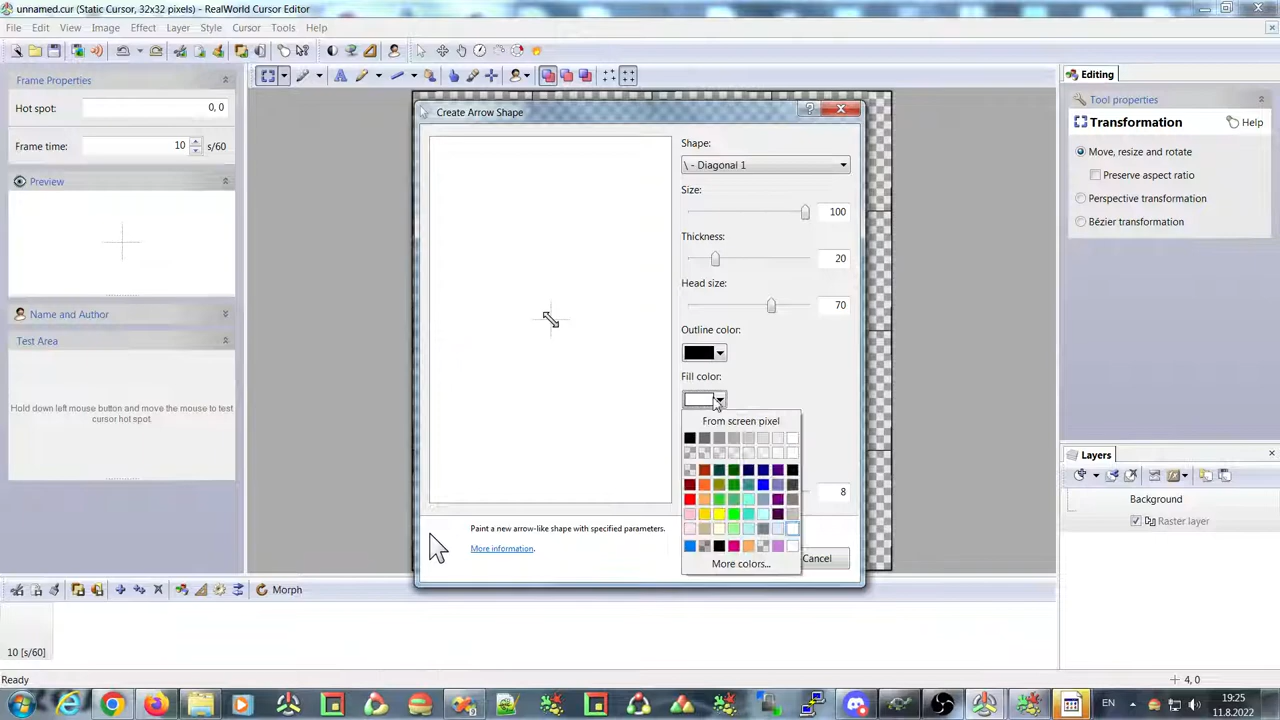 unnamed.cur (Static Cursor, 32x32 pixels) - RealWorld Cursor Editor
File Edit View Image Effect Layer Style Cursor Tools Help
Frame Properties
Hot spot: 0, 0
Frame time: 10 s/60
Preview
Name and Author
Test Area
Hold down left mouse button and move the mouse to test
cursor hot spot.
Create Arrow Shape
Shape:
\ - Diagonal 1
Size:
100
Thickness:
20
Head size:
70
Outline color:
Fill color:
From screen pixel
8
More colors...
Paint a new arrow-like shape with specified parameters.
More information.
Cancel
Editing
Tool properties
Transformation Help
Move, resize and rotate
Preserve aspect ratio
Perspective transformation
Bézier transformation
Layers
Background
Raster layer
Morph
10 [s/60]
Ready
4, 0
EN
19:25
11.8.2022